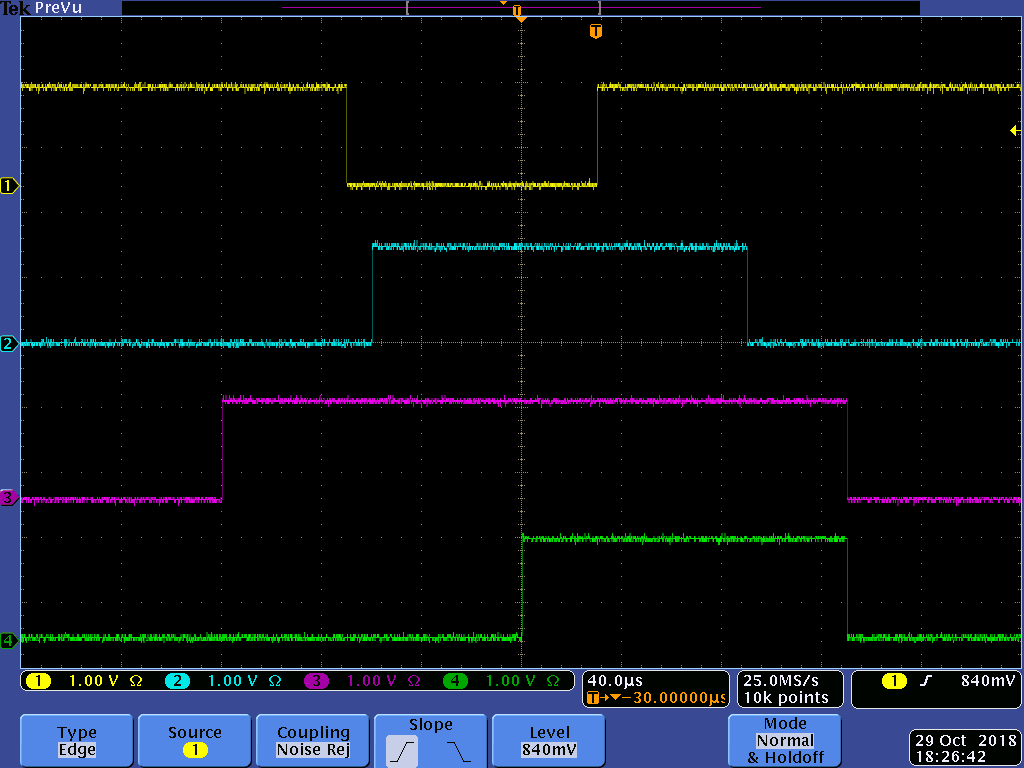 Tek PreVu
T
T
1
2
3
4
1 1.00 V Ω 2 1.00 V Ω 3 1.00 V Ω 4 1.00 V Ω
40.0µs
T→▼−30.00000µs
25.0MS/s
10k points
1 840mV
Type
Edge
Source
1
Coupling
Noise Rej
Slope
Level
840mV
Mode
Normal
& Holdoff
29 Oct 2018
18:26:42